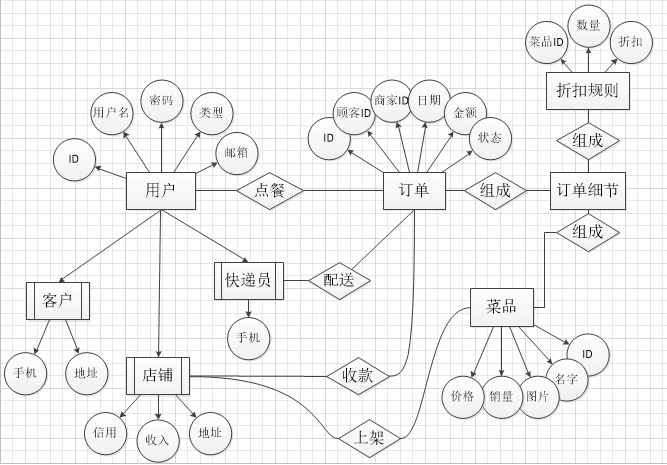 菜品ID
数量
折扣
折扣规则
组成
ID
用户名
密码
类型
邮箱
用户
点餐
ID
顾客ID
商家ID
日期
金额
状态
订单
组成
订单细节
组成
客户
手机
地址
快递员
手机
配送
店铺
信用
收入
地址
收款
上架
菜品
价格
销量
图片
名字
ID